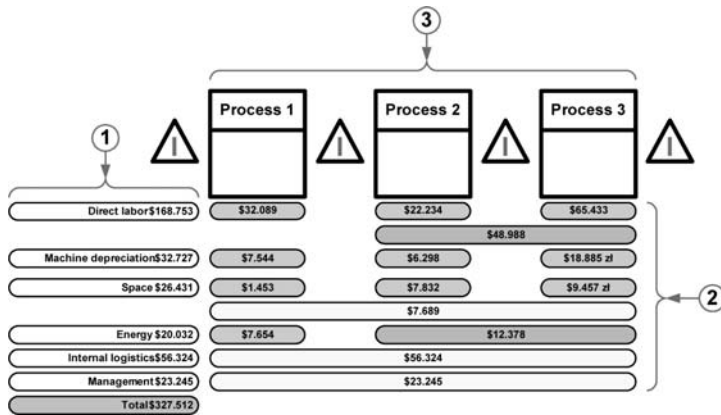 3
Process 1 Process 2 Process 3
I I I I
1
Direct labor $168.753 $32.089 $22.234 $65.433
$48.988
Machine depreciation $32.727 $7.544 $6.298 $18.885 zł
Space $26.431 $1.453 $7.832 $9.457 zł
$7.689
2
Energy $20.032 $7.654 $12.378
Internal logistics $56.324 $56.324
Management $23.245 $23.245
Total $327.512